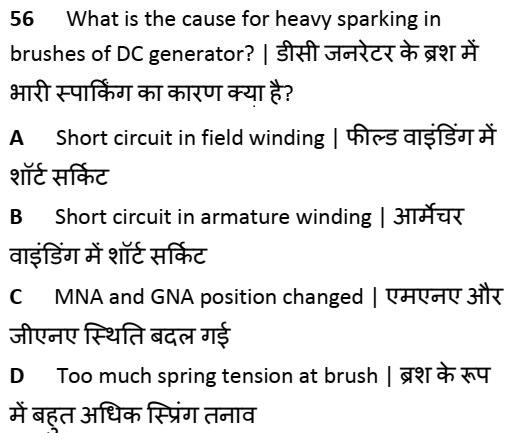 56 What is the cause for heavy sparking in
brushes of DC generator? | डीसी जनरेटर के ब्रश में
भारी स्पार्किंग का कारण क्या है?
A Short circuit in field winding | फील्ड वाइंडिंग में
शॉर्ट सर्किट
B Short circuit in armature winding | आर्मेचर
वाइंडिंग में शॉर्ट सर्किट
C MNA and GNA position changed | एमएनए और
जीएनए स्थिति बदल गई
D Too much spring tension at brush | ब्रश के रूप
में बहुत अधिक स्प्रिंग तनाव